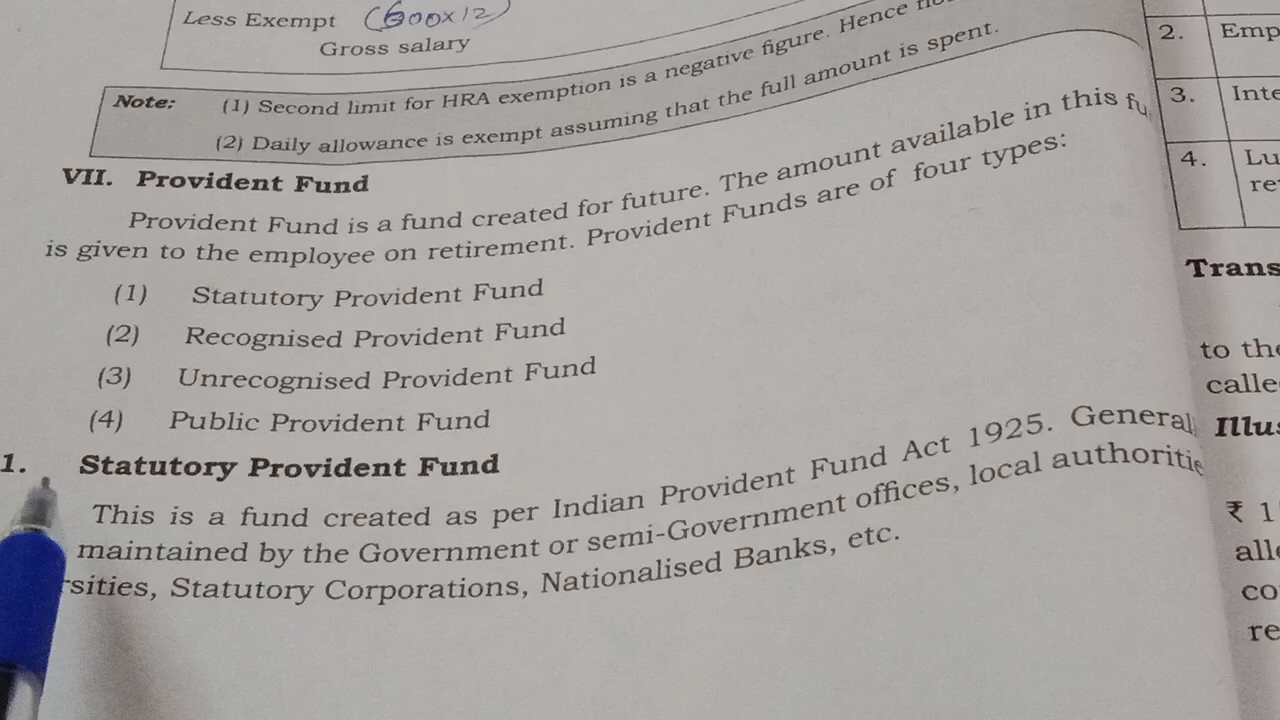 Less Exempt (600x12)
Gross salary
Note: (1) Second limit for HRA exemption is a negative figure. Hence
(2) Daily allowance is exempt assuming that the full amount is spent.
VII. Provident Fund
Provident Fund is a fund created for future. The amount available in this fu
is given to the employee on retirement. Provident Funds are of four types:
(1) Statutory Provident Fund
(2) Recognised Provident Fund
(3) Unrecognised Provident Fund
(4) Public Provident Fund
1. Statutory Provident Fund
This is a fund created as per Indian Provident Fund Act 1925. General
maintained by the Government or semi-Government offices, local authoritie
rsities, Statutory Corporations, Nationalised Banks, etc.
2. Emp
3. Inte
4. Lu
re
Trans
to the
calle
Illus
₹ 1
all
co
re